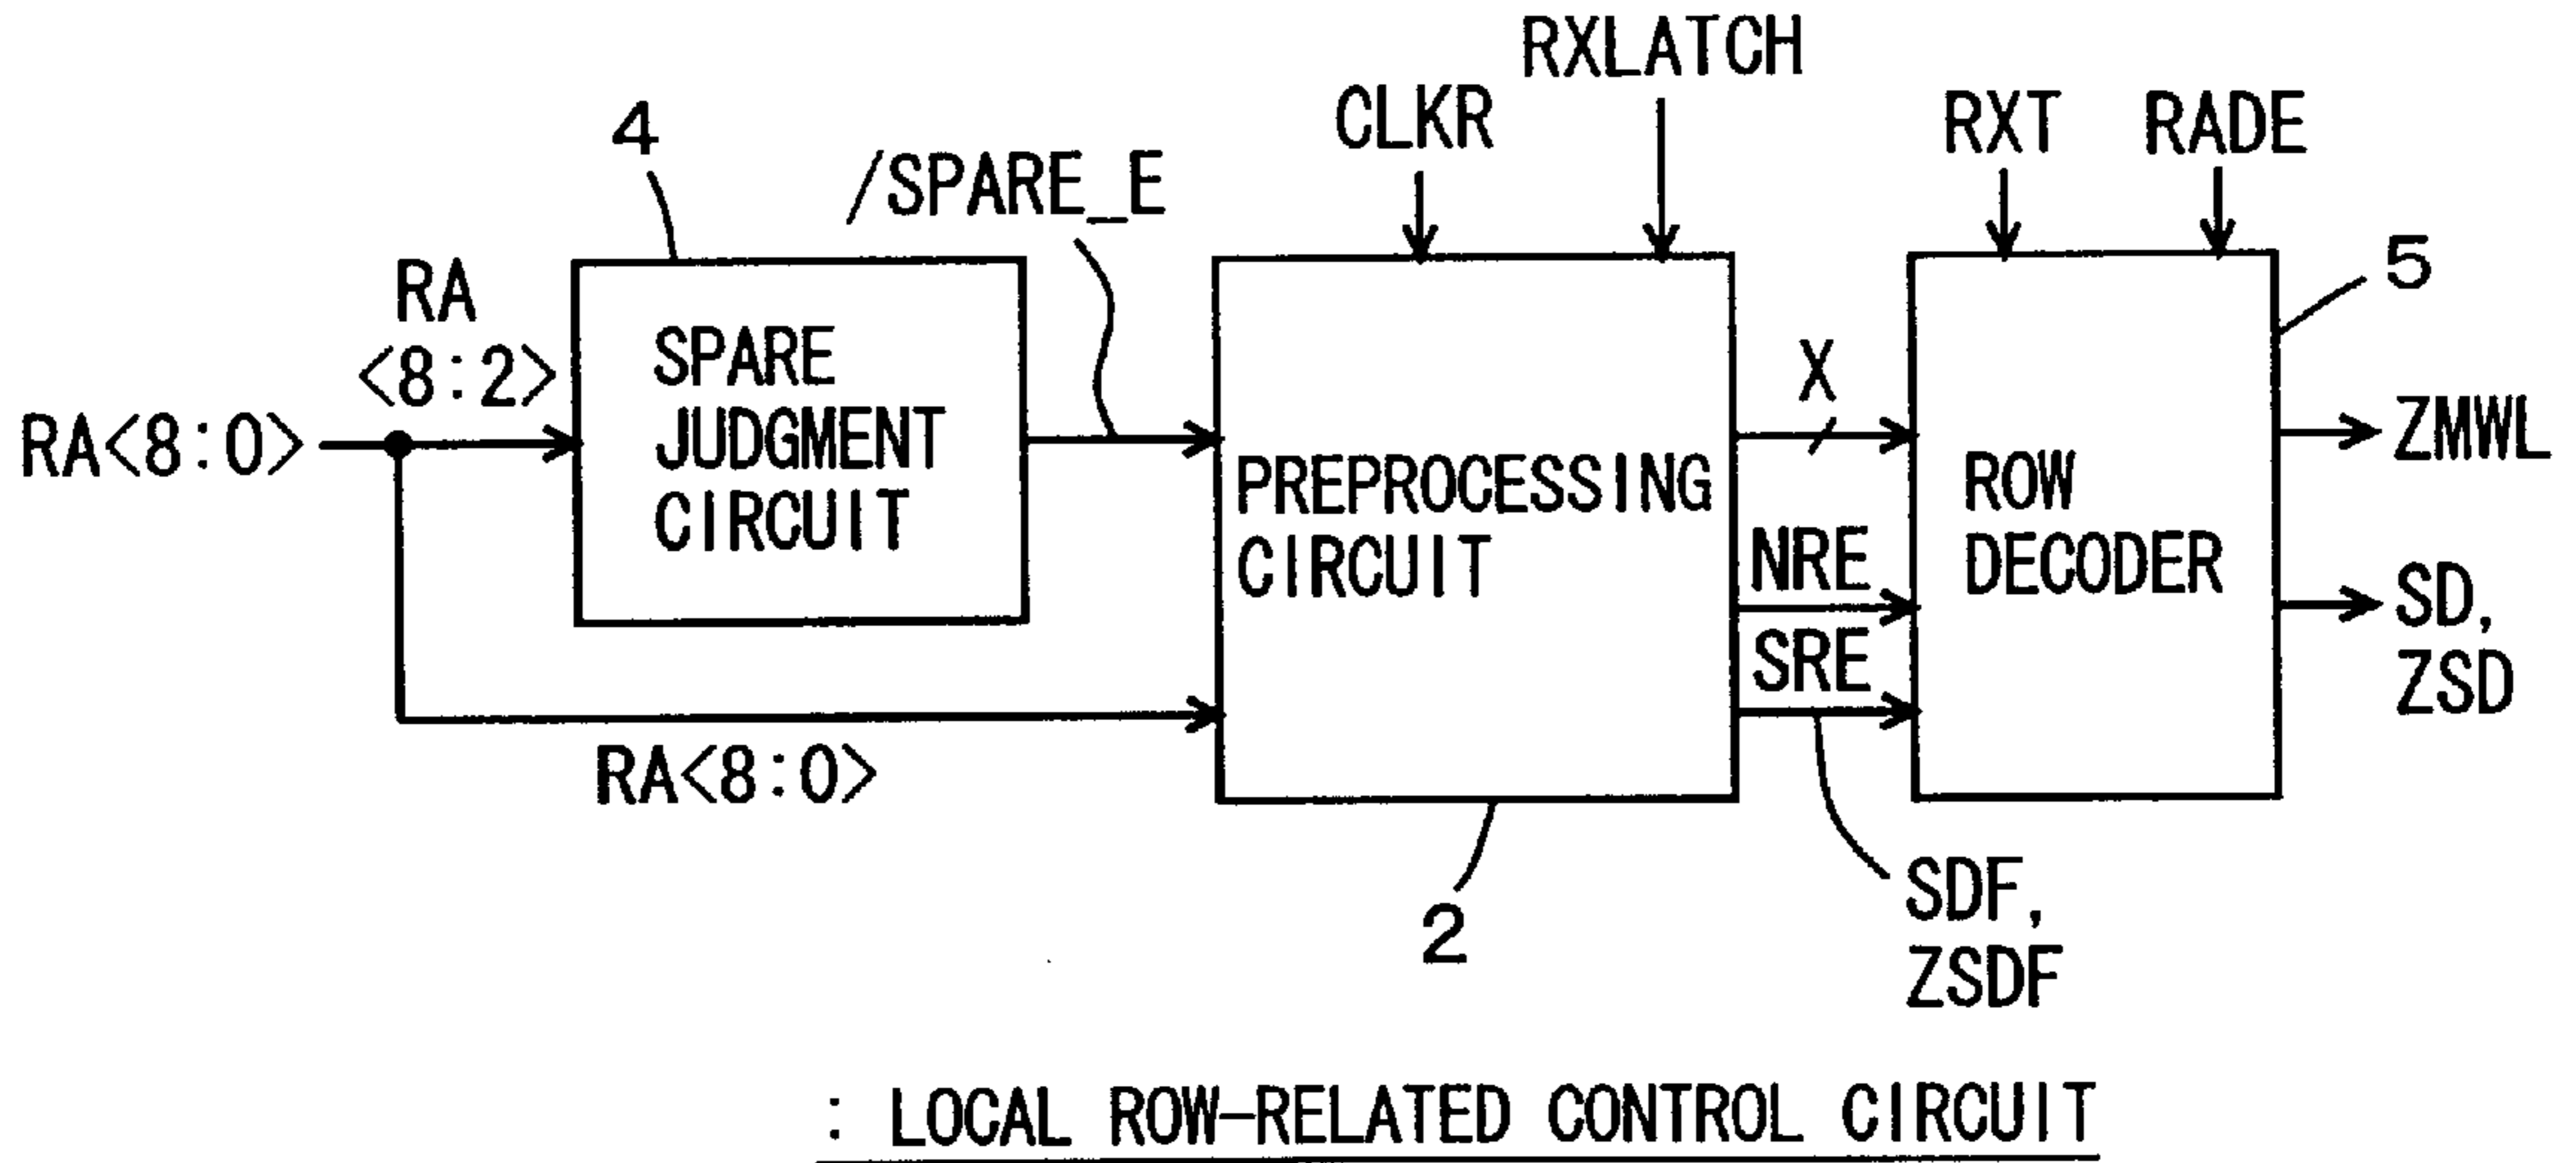 RXLATCH
CLKR
RXT
RADE
4
/SPARE_E
5
RA
<8:2>
RA<8:0>
SPARE
JUDGMENT
CIRCUIT
PREPROCESSING
CIRCUIT
X
NRE
SRE
ROW
DECODER
ZMWL
SD,
ZSD
RA<8:0>
2
SDF,
ZSDF
: LOCAL ROW-RELATED CONTROL CIRCUIT